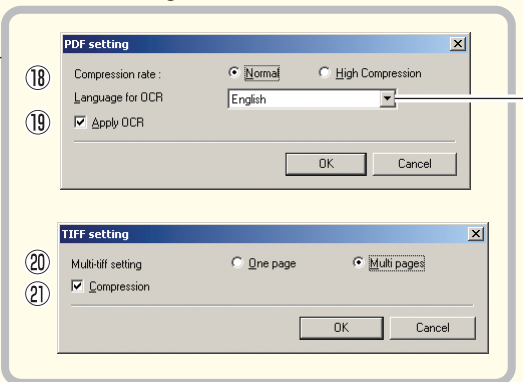 PDF setting
⑱ Compression rate : Normal High Compression
Language for OCR English
⑲ Apply OCR
OK Cancel
TIFF setting
⑳ Multi-tiff setting One page Multi pages
㉑ Compression
OK Cancel